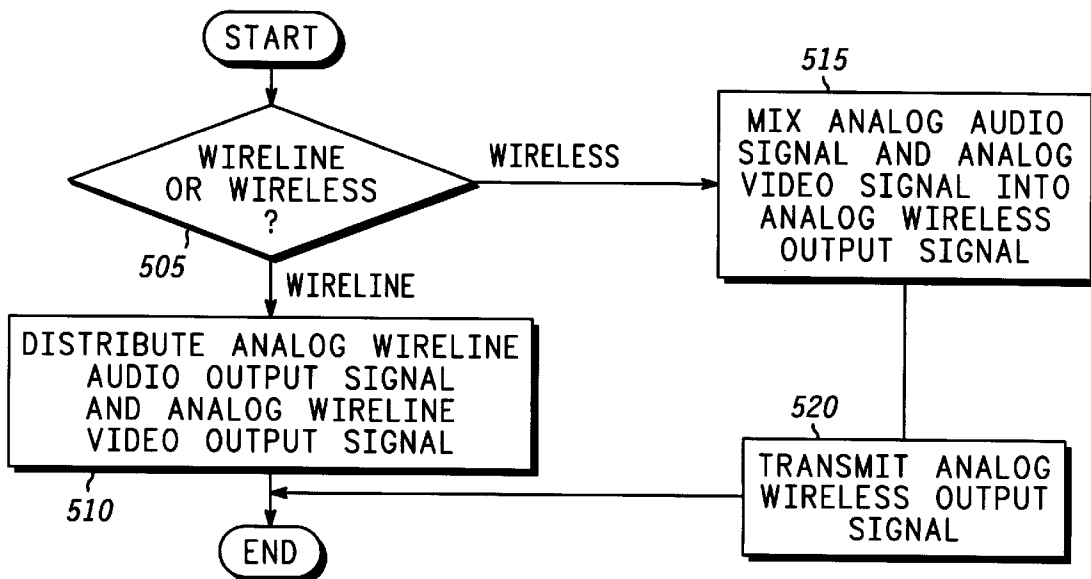 START
WIRELINE
OR WIRELESS
?
505
WIRELESS
WIRELINE
515
MIX ANALOG AUDIO
SIGNAL AND ANALOG
VIDEO SIGNAL INTO
ANALOG WIRELESS
OUTPUT SIGNAL
DISTRIBUTE ANALOG WIRELINE
AUDIO OUTPUT SIGNAL
AND ANALOG WIRELINE
VIDEO OUTPUT SIGNAL
510
520
TRANSMIT ANALOG
WIRELESS OUTPUT
SIGNAL
END